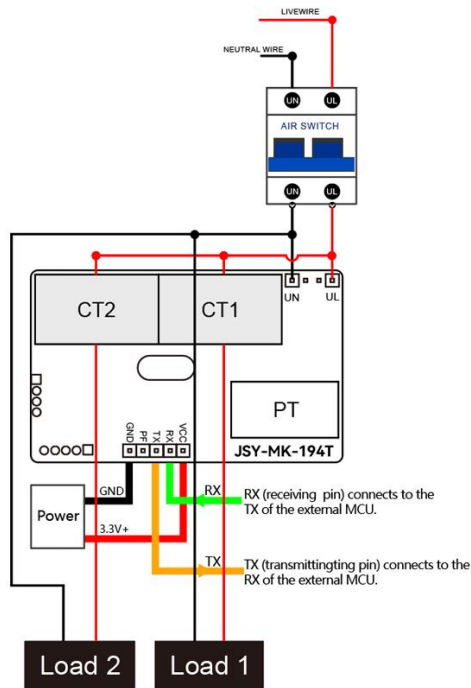 LIVEWIRE
NEUTRAL WIRE
UN UL
AIR SWITCH
UN UL
CT2 CT1
UN UL
PT
GND PF TX RX VCC
JSY-MK-194T
Power
GND
3.3V+
RX
RX (receiving pin) connects to the
TX of the external MCU.
TX
TX (transmittingting pin) connects to the
RX of the external MCU.
Load 2 Load 1